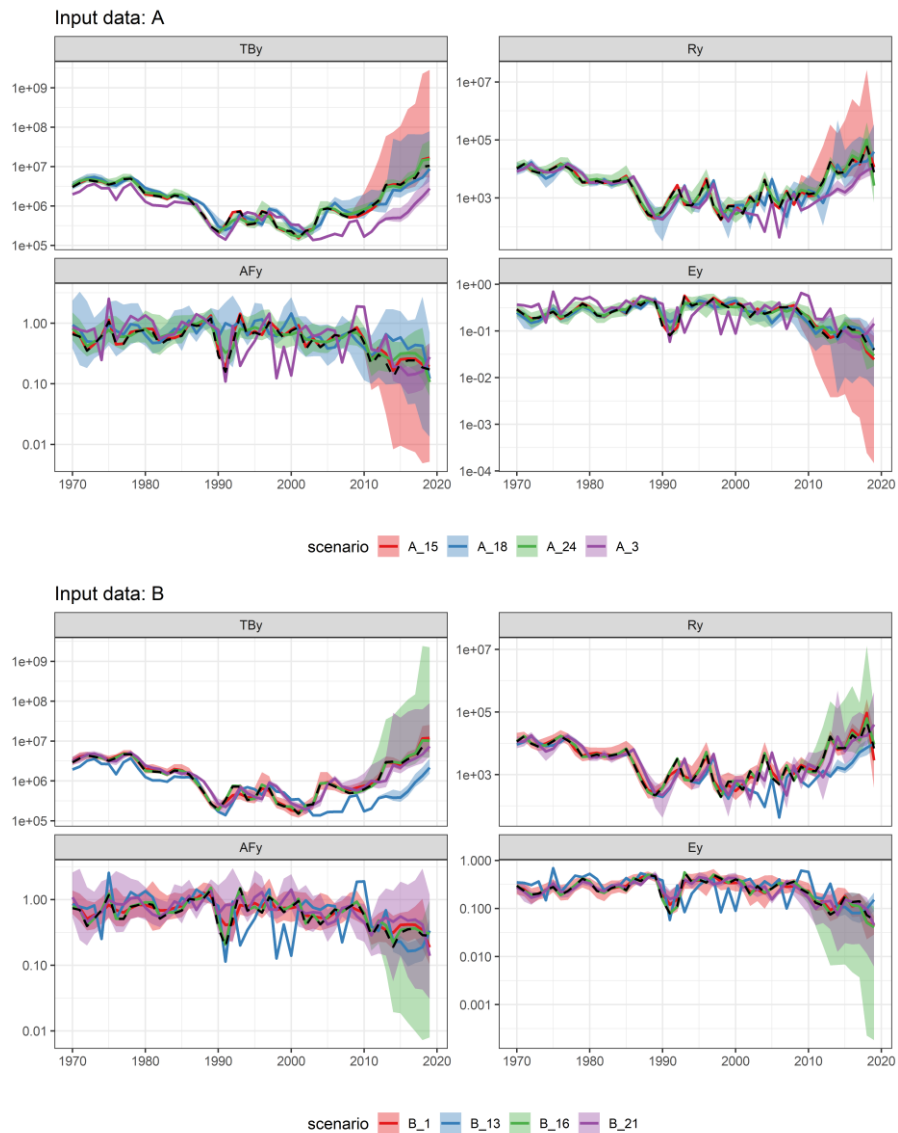 Input data: A
TBy
Ry
1e+09
1e+08
1e+07
1e+06
1e+05
1e+07
1e+05
1e+03
AFy
Ey
1.00
0.10
0.01
1e+00
1e-01
1e-02
1e-03
1e-04
1970 1980 1990 2000 2010 2020
1970 1980 1990 2000 2010 2020
scenario A_15 A_18 A_24 A_3
Input data: B
TBy
Ry
1e+09
1e+08
1e+07
1e+06
1e+05
1e+07
1e+05
1e+03
AFy
Ey
1.00
0.10
0.01
1.000
0.100
0.010
0.001
1970 1980 1990 2000 2010 2020
1970 1980 1990 2000 2010 2020
scenario B_1 B_13 B_16 B_21